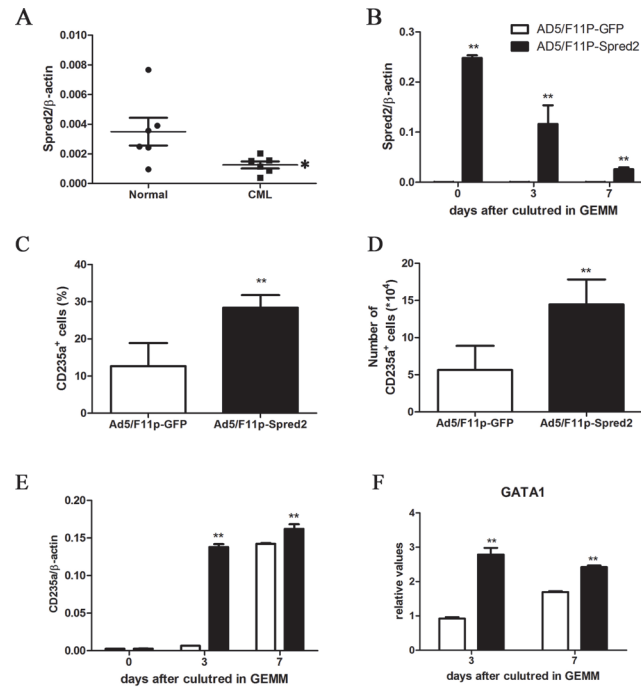 A
Spred2/β-actin
0.010
0.008
0.006
0.004
0.002
0.000
Normal
CML
*
B
AD5/F11P-GFP
AD5/F11P-Spred2
Spred2/β-actin
0.3
0.2
0.1
0.0
**
**
**
0
3
7
days after culutred in GEMM
C
CD235a+ cells (%)
40
30
20
10
0
**
Ad5/F11p-GFP
Ad5/F11p-Spred2
D
Number of
CD235a+ cells (*10^4)
20
15
10
5
0
**
Ad5/F11p-GFP
Ad5/F11p-Spred2
E
CD235a/β-actin
0.20
0.15
0.10
0.05
0.00
**
**
0
3
7
days after culutred in GEMM
F
GATA1
relative values
4
3
2
1
0
**
**
3
7
days after culutred in GEMM